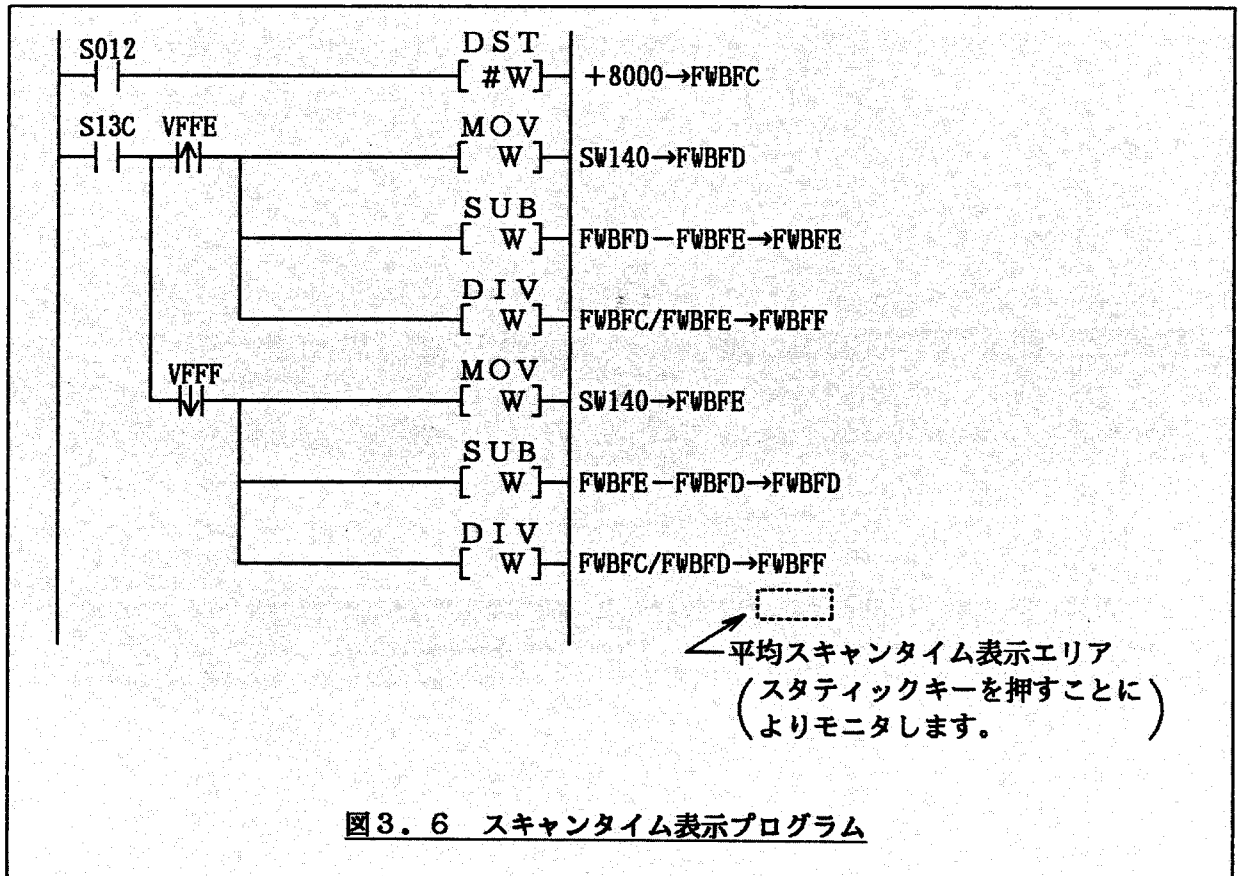 S012
DST
[ #W] +8000→FWBFC
S13C VFFE
MOV
[ W] SW140→FWBFD
SUB
[ W] FWBFD-FWBFE→FWBFE
DIV
[ W] FWBFC/FWBFE→FWBFF
VFFF
MOV
[ W] SW140→FWBFE
SUB
[ W] FWBFE-FWBFD→FWBFD
DIV
[ W] FWBFC/FWBFD→FWBFF
平均スキャンタイム表示エリア
(スタティックキーを押すことに
よりモニタします。)
図3.6 スキャンタイム表示プログラム